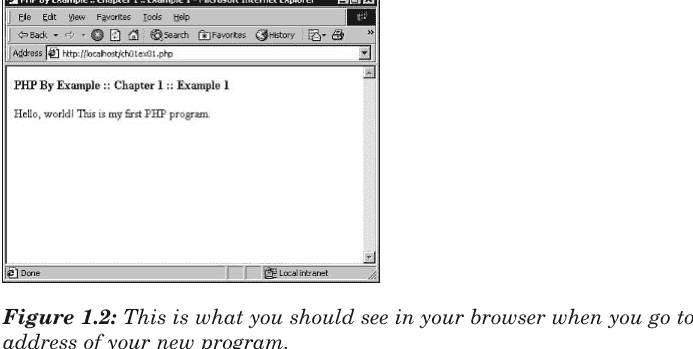 PHP By Example :: Chapter 1 :: Example 1 - Microsoft Internet Explorer
File Edit View Favorites Tools Help
Back Search Favorites History »
Address http://localhost/ch01ex01.php
PHP By Example :: Chapter 1 :: Example 1
Hello, world! This is my first PHP program.
Done Local intranet
Figure 1.2: This is what you should see in your browser when you go to
address of your new program.